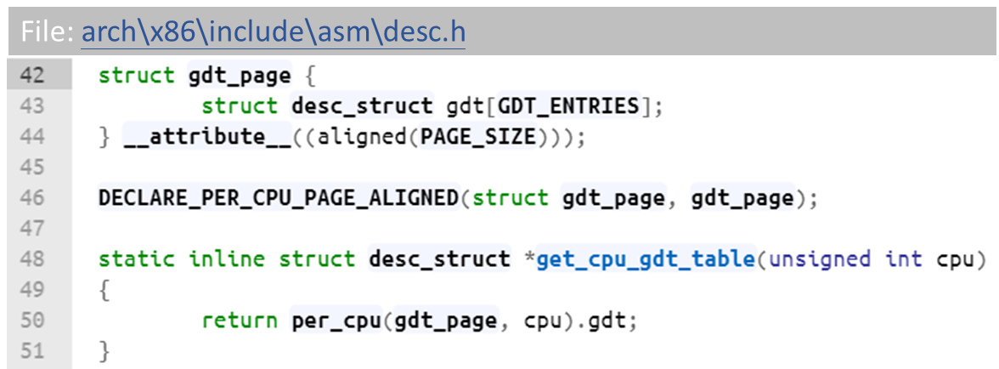 File: arch\x86\include\asm\desc.h
42 struct gdt_page {
43 struct desc_struct gdt[GDT_ENTRIES];
44 } __attribute__((aligned(PAGE_SIZE)));
45
46 DECLARE_PER_CPU_PAGE_ALIGNED(struct gdt_page, gdt_page);
47
48 static inline struct desc_struct *get_cpu_gdt_table(unsigned int cpu)
49 {
50 return per_cpu(gdt_page, cpu).gdt;
51 }